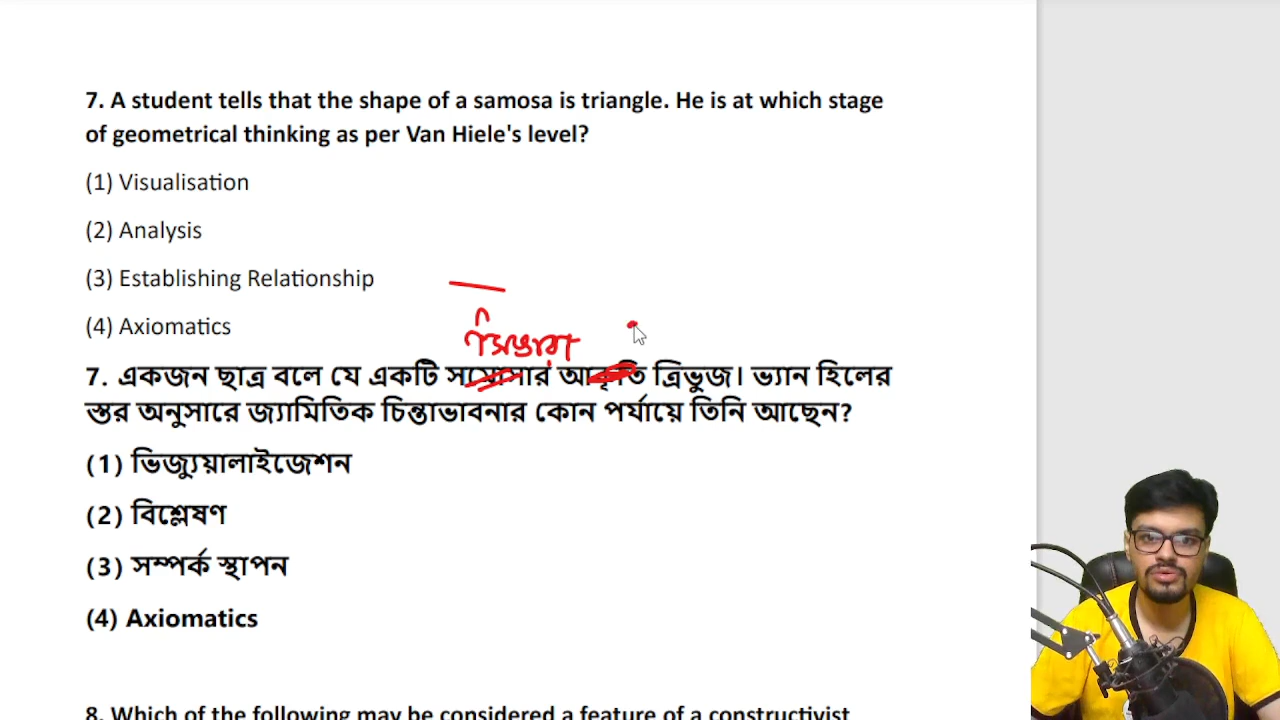 7. A student tells that the shape of a samosa is triangle. He is at which stage
of geometrical thinking as per Van Hiele's level?
(1) Visualisation
(2) Analysis
(3) Establishing Relationship
(4) Axiomatics
7. একজন ছাত্র বলে যে একটি সমোসার আকৃতি ত্রিভুজ। ভ্যান হিলের
স্তর অনুসারে জ্যামিতিক চিন্তাভাবনার কোন পর্যায়ে তিনি আছেন?
(1) ভিজ্যুয়ালাইজেশন
(2) বিশ্লেষণ
(3) সম্পর্ক স্থাপন
(4) Axiomatics
8. Which of the following may be considered a feature of a constructivist